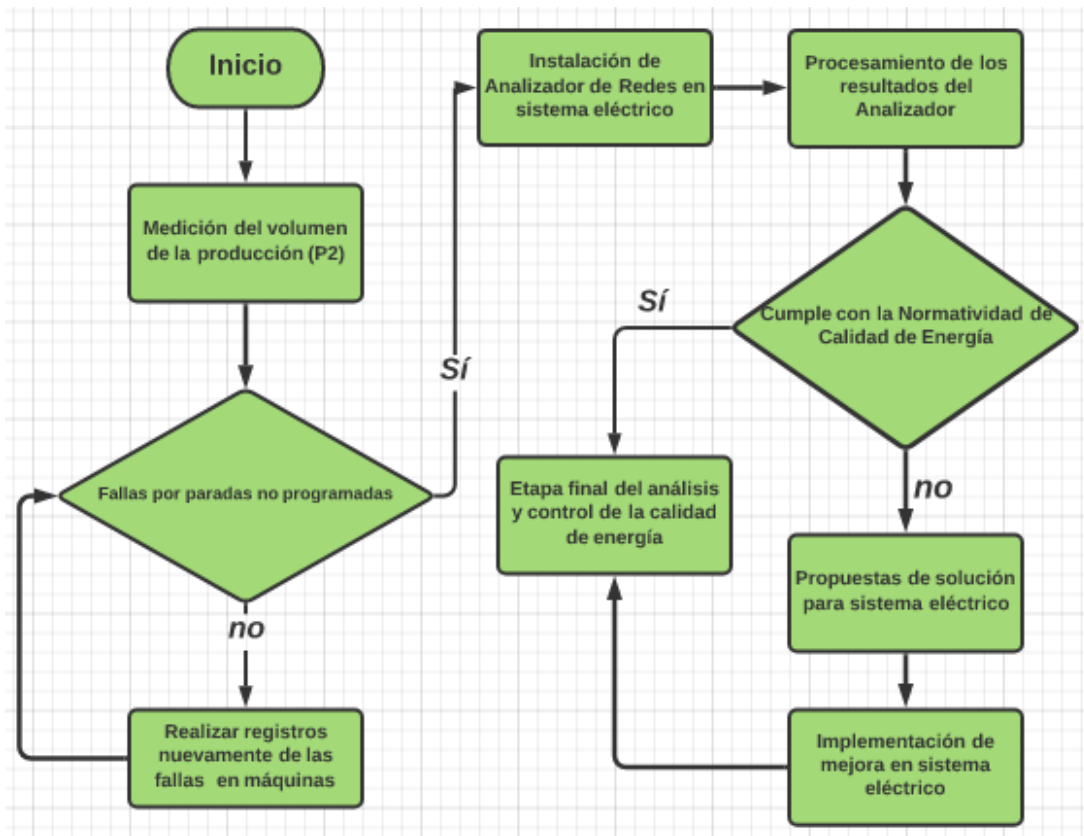 Inicio
Medición del volumen
de la producción (P2)
Fallas por paradas no programadas
no
Realizar registros
nuevamente de las
fallas en máquinas
Sí
Instalación de
Analizador de Redes en
sistema eléctrico
Procesamiento de los
resultados del
Analizador
Cumple con la Normatividad de
Calidad de Energía
Sí
Etapa final del análisis
y control de la calidad
de energía
no
Propuestas de solución
para sistema eléctrico
Implementación de
mejora en sistema
eléctrico